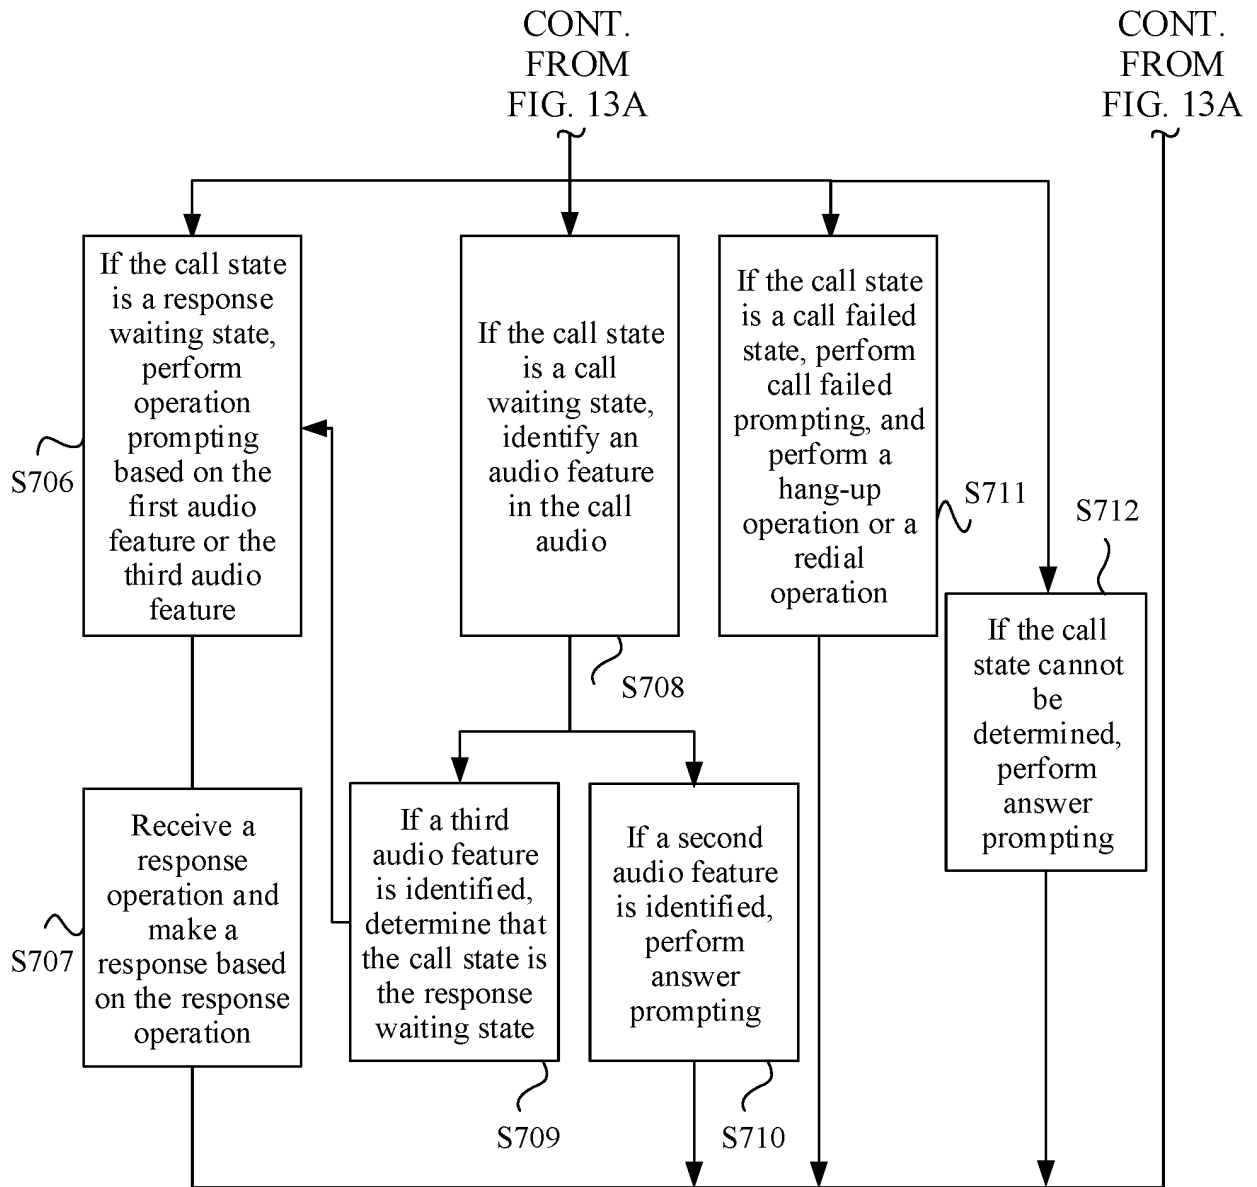 CONT.
FROM
FIG. 13A
CONT.
FROM
FIG. 13A
If the call state
is a response
waiting state,
perform
operation
prompting
based on the
first audio
feature or the
third audio
feature
S706
If the call state
is a call
waiting state,
identify an
audio feature
in the call
audio
S708
If the call state
is a call failed
state, perform
call failed
prompting, and
perform a
hang-up
operation or a
redial
operation
S711
S712
If the call
state cannot
be
determined,
perform
answer
prompting
Receive a
response
operation and
make a
response based
on the response
operation
S707
If a third
audio feature
is identified,
determine that
the call state is
the response
waiting state
S709
If a second
audio feature
is identified,
perform
answer
prompting
S710